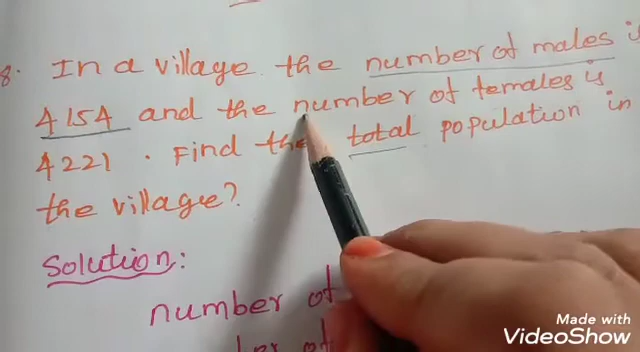 8. In a village the number of males is
4154 and the number of females is
4221. Find the total population in
the village?
Solution:
number of
Made with
VideoShow